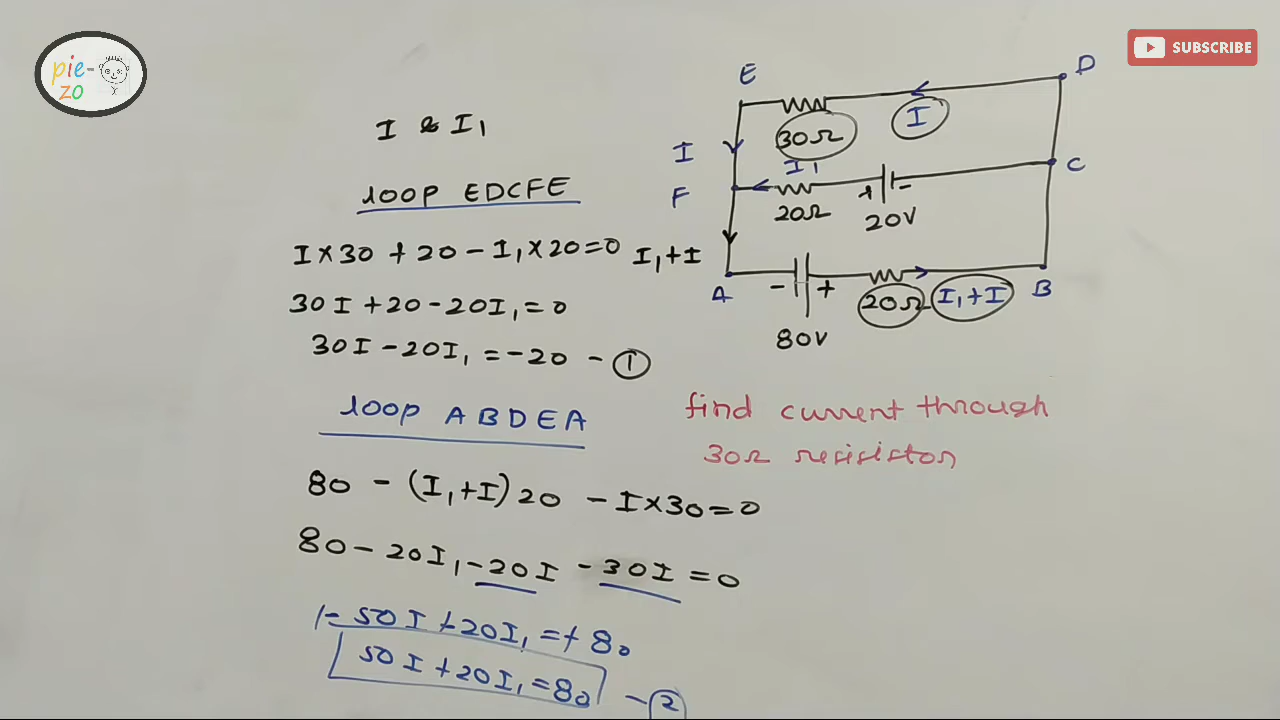 pie-
zo
SUBSCRIBE
I & I₁
loop EDCFE
I×30 + 20 - I₁×20=0
30I +20-20I₁=0
30I-20I₁ =-20 - ①
loop ABDEA
80 - (I₁+I)20 - I×30=0
80-20I₁-20I -30I =0
50I +20I₁ =+80
50I +20I₁=80 -②
E
D
I
30Ω
I
I₁
C
F
+ -
20Ω
20V
I₁+I
A
- +
20Ω
I₁+I
B
80V
find current through
30Ω resistor